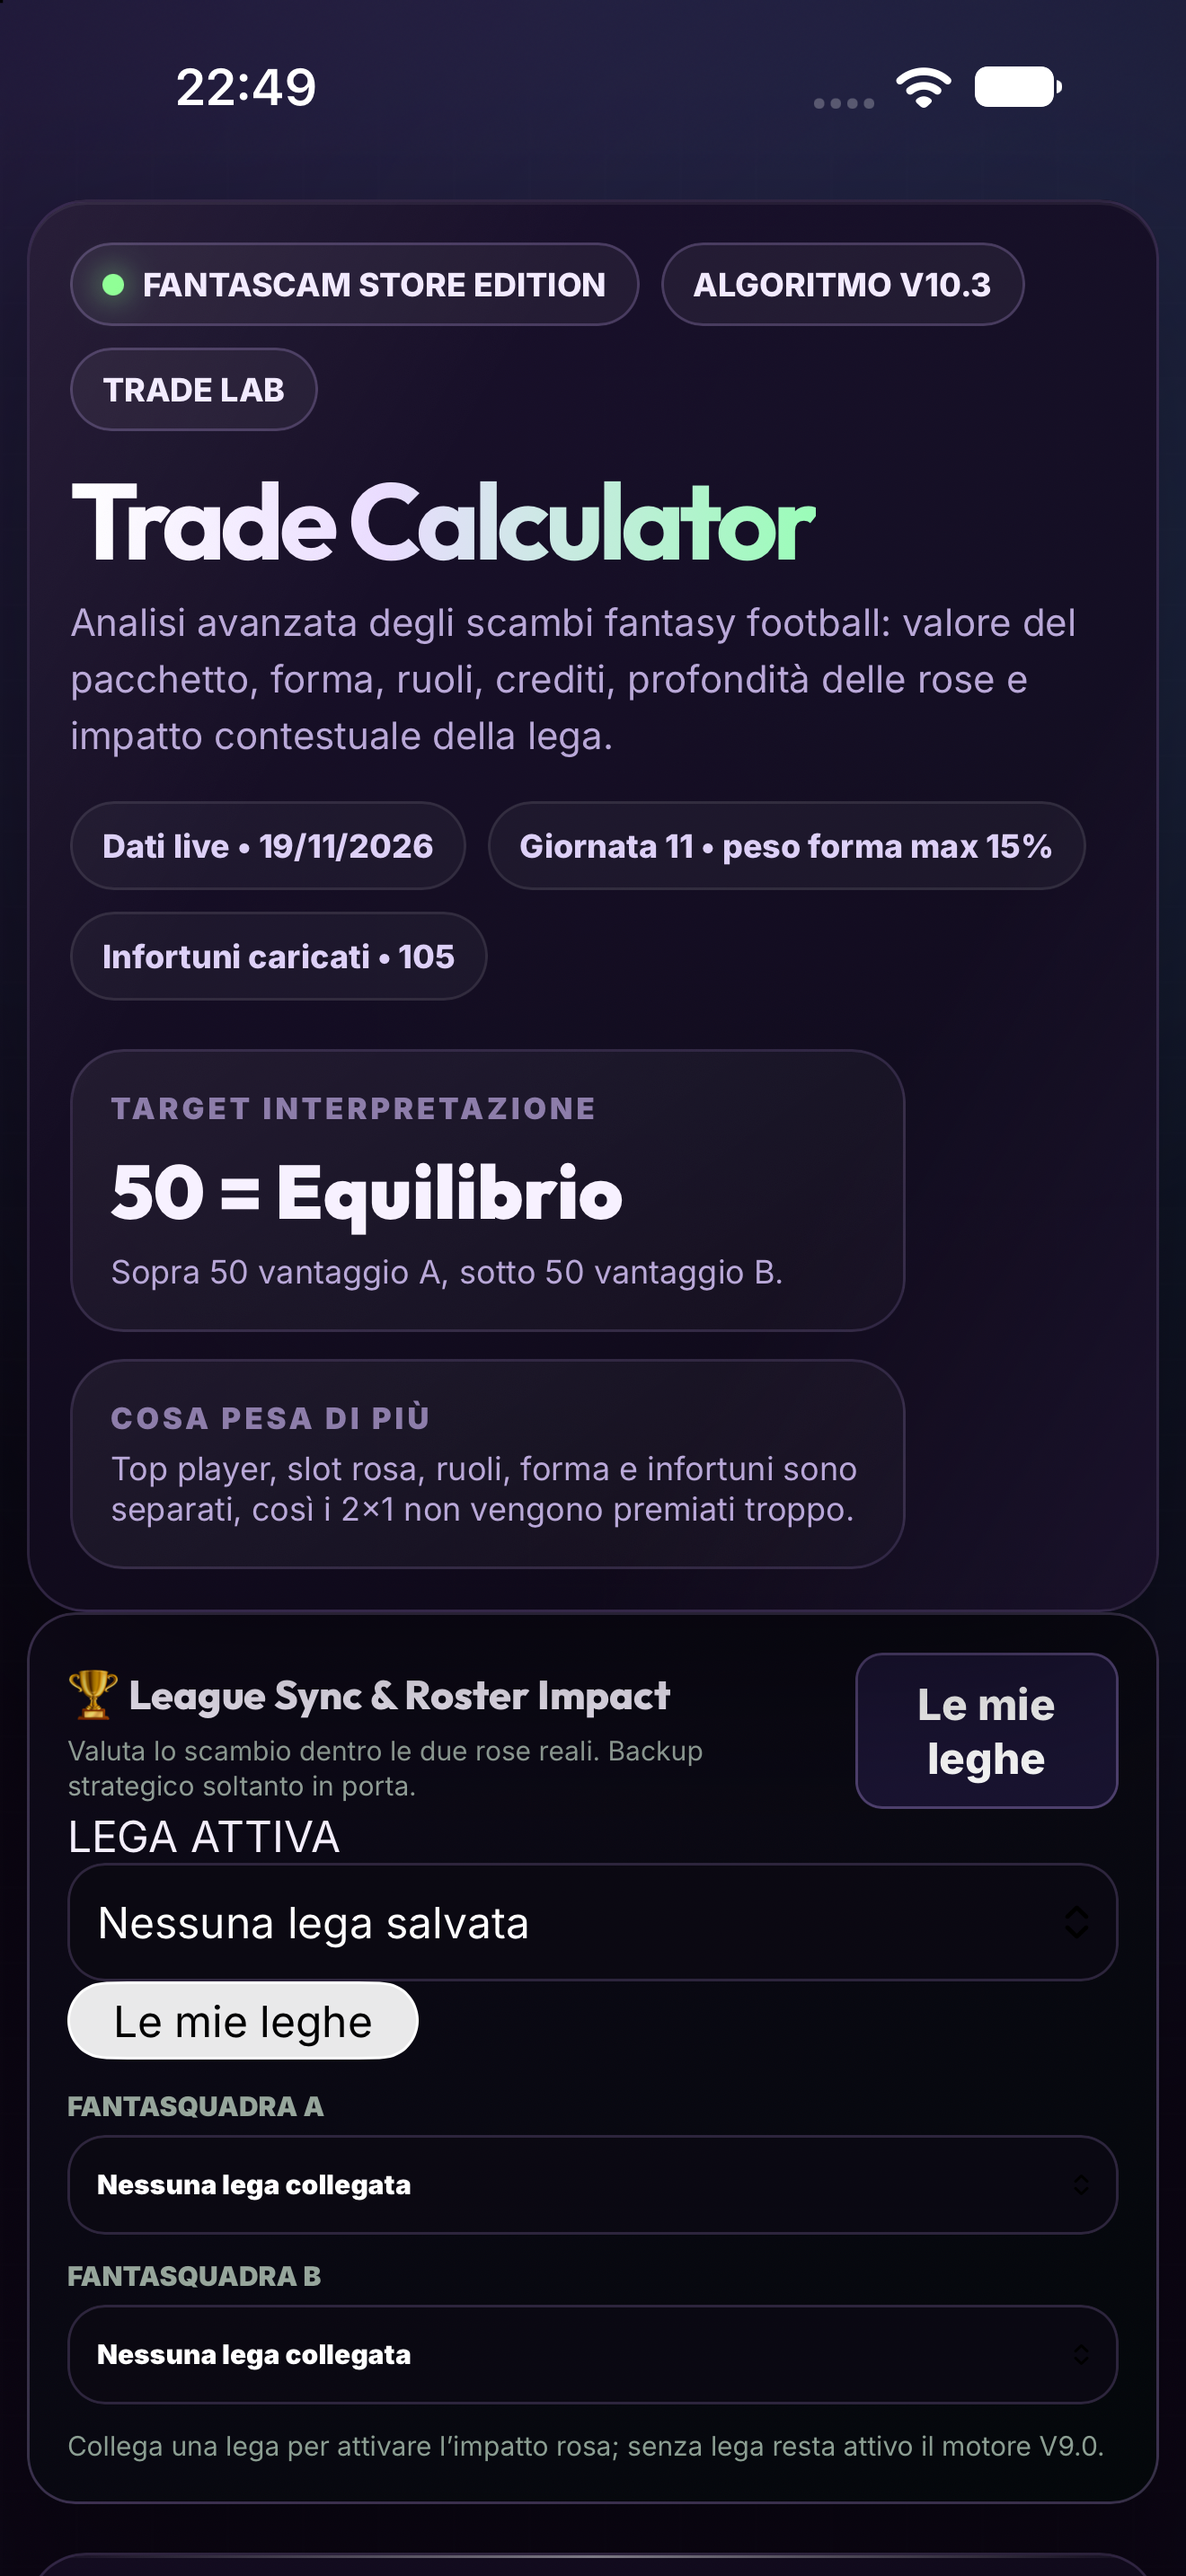 22:49
FANTASCAM STORE EDITION
ALGORITMO V10.3
TRADE LAB
Trade Calculator
Analisi avanzata degli scambi fantasy football: valore del
pacchetto, forma, ruoli, crediti, profondità delle rose e
impatto contestuale della lega.
Dati live • 19/11/2026
Giornata 11 • peso forma max 15%
Infortuni caricati • 105
TARGET INTERPRETAZIONE
50 = Equilibrio
Sopra 50 vantaggio A, sotto 50 vantaggio B.
COSA PESA DI PIÙ
Top player, slot rosa, ruoli, forma e infortuni sono
separati, così i 2×1 non vengono premiati troppo.
🏆 League Sync & Roster Impact
Valuta lo scambio dentro le due rose reali. Backup
strategico soltanto in porta.
Le mie
leghe
LEGA ATTIVA
Nessuna lega salvata
Le mie leghe
FANTASQUADRA A
Nessuna lega collegata
FANTASQUADRA B
Nessuna lega collegata
Collega una lega per attivare l’impatto rosa; senza lega resta attivo il motore V9.0.